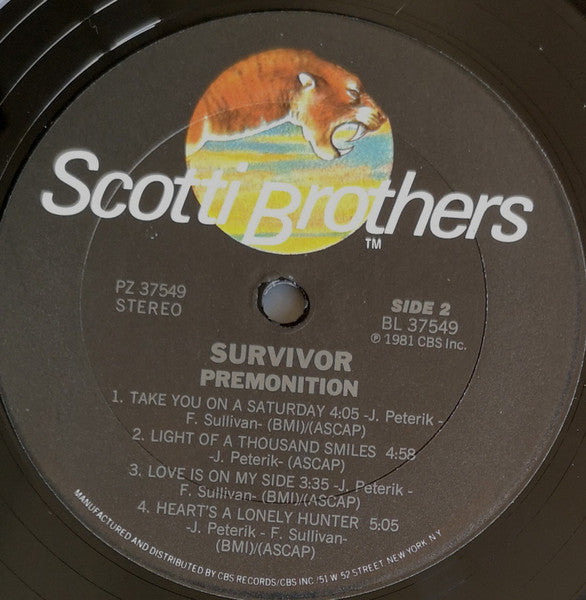 Scotti Brothers
TM
PZ 37549
STEREO
SIDE 2
BL 37549
℗ 1981 CBS Inc.
SURVIVOR
PREMONITION
1. TAKE YOU ON A SATURDAY 4:05 -J. Peterik -
F. Sullivan- (BMI)/(ASCAP)
2. LIGHT OF A THOUSAND SMILES 4:58
-J. Peterik- (ASCAP)
3. LOVE IS ON MY SIDE 3:35 -J. Peterik -
F. Sullivan- (BMI)/(ASCAP)
4. HEART'S A LONELY HUNTER 5:05
-J. Peterik - F. Sullivan-
(BMI)/(ASCAP)
MANUFACTURED AND DISTRIBUTED BY CBS RECORDS/CBS INC./51 W 52 STREET, NEW YORK, N.Y.